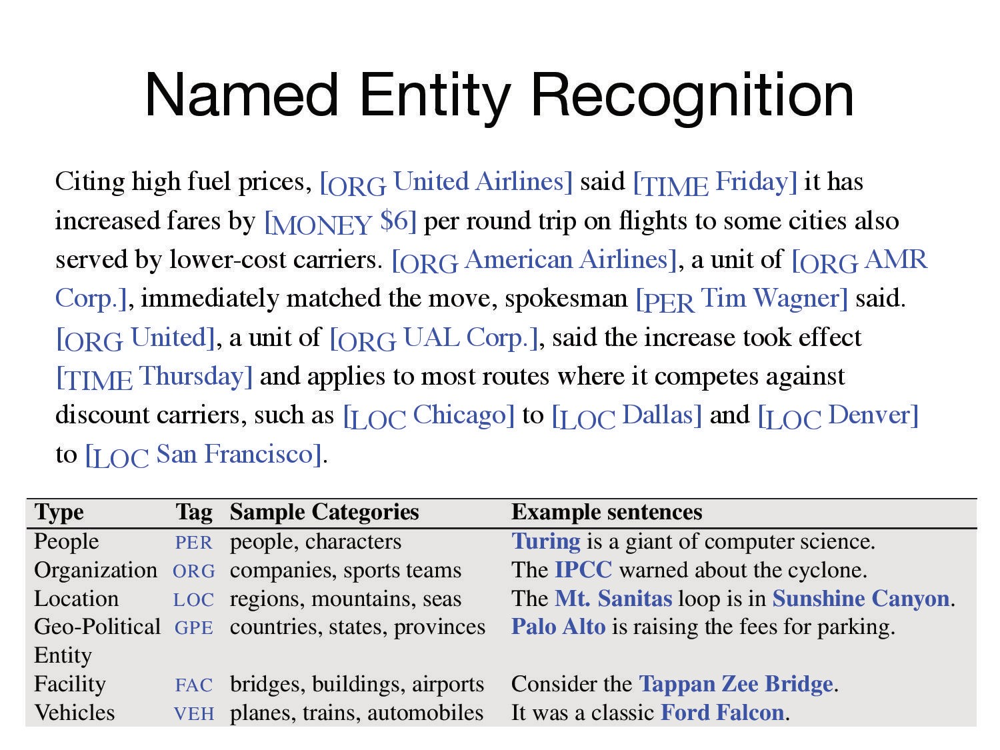 Named Entity Recognition
Citing high fuel prices, [ORG United Airlines] said [TIME Friday] it has
increased fares by [MONEY $6] per round trip on flights to some cities also
served by lower-cost carriers. [ORG American Airlines], a unit of [ORG AMR
Corp.], immediately matched the move, spokesman [PER Tim Wagner] said.
[ORG United], a unit of [ORG UAL Corp.], said the increase took effect
[TIME Thursday] and applies to most routes where it competes against
discount carriers, such as [LOC Chicago] to [LOC Dallas] and [LOC Denver]
to [LOC San Francisco].
Type Tag Sample Categories Example sentences
People PER people, characters Turing is a giant of computer science.
Organization ORG companies, sports teams The IPCC warned about the cyclone.
Location LOC regions, mountains, seas The Mt. Sanitas loop is in Sunshine Canyon.
Geo-Political GPE countries, states, provinces Palo Alto is raising the fees for parking.
Entity
Facility FAC bridges, buildings, airports Consider the Tappan Zee Bridge.
Vehicles VEH planes, trains, automobiles It was a classic Ford Falcon.